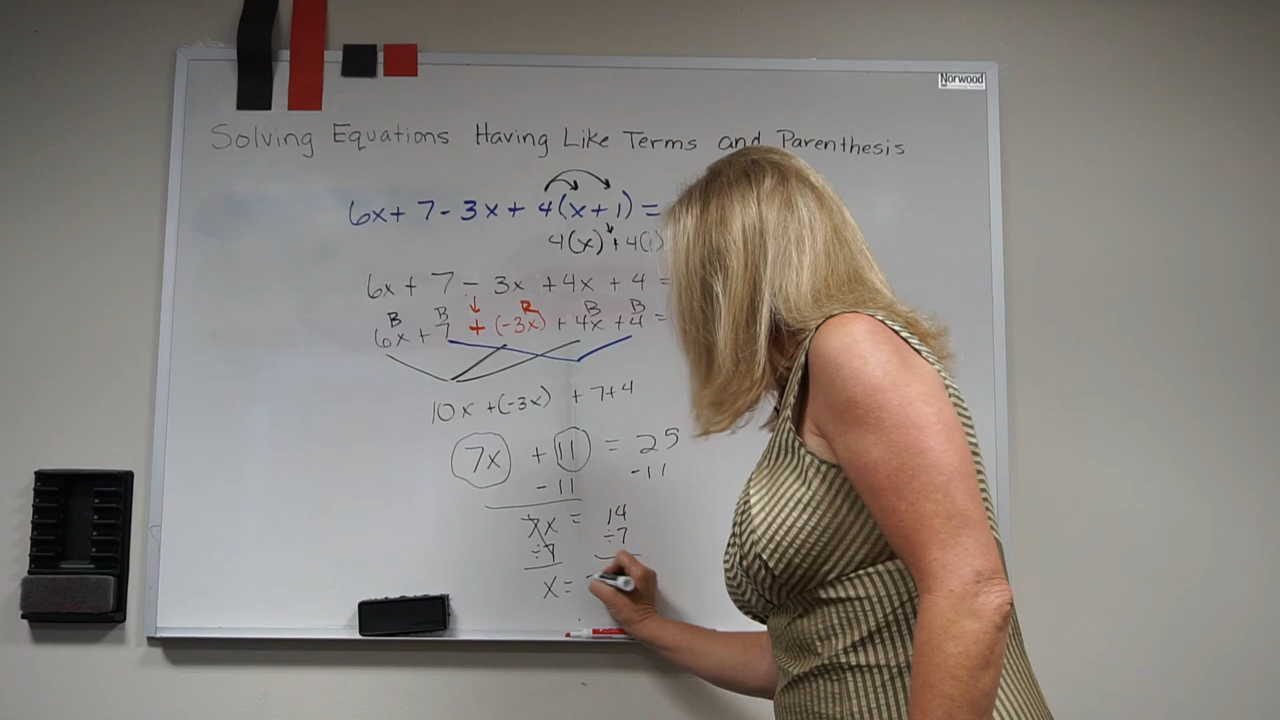 Norwood
Solving Equations Having Like Terms and Parenthesis
6x + 7 - 3x + 4(x + 1) =
4(x) + 4(1)
6x + 7 - 3x + 4x + 4 =
B B R B B
6x + 7 + (-3x) + 4x + 4 =
10x + (-3x) + 7+4
7x + 11 = 25
-11 -11
7x = 14
÷7 ÷7
x =